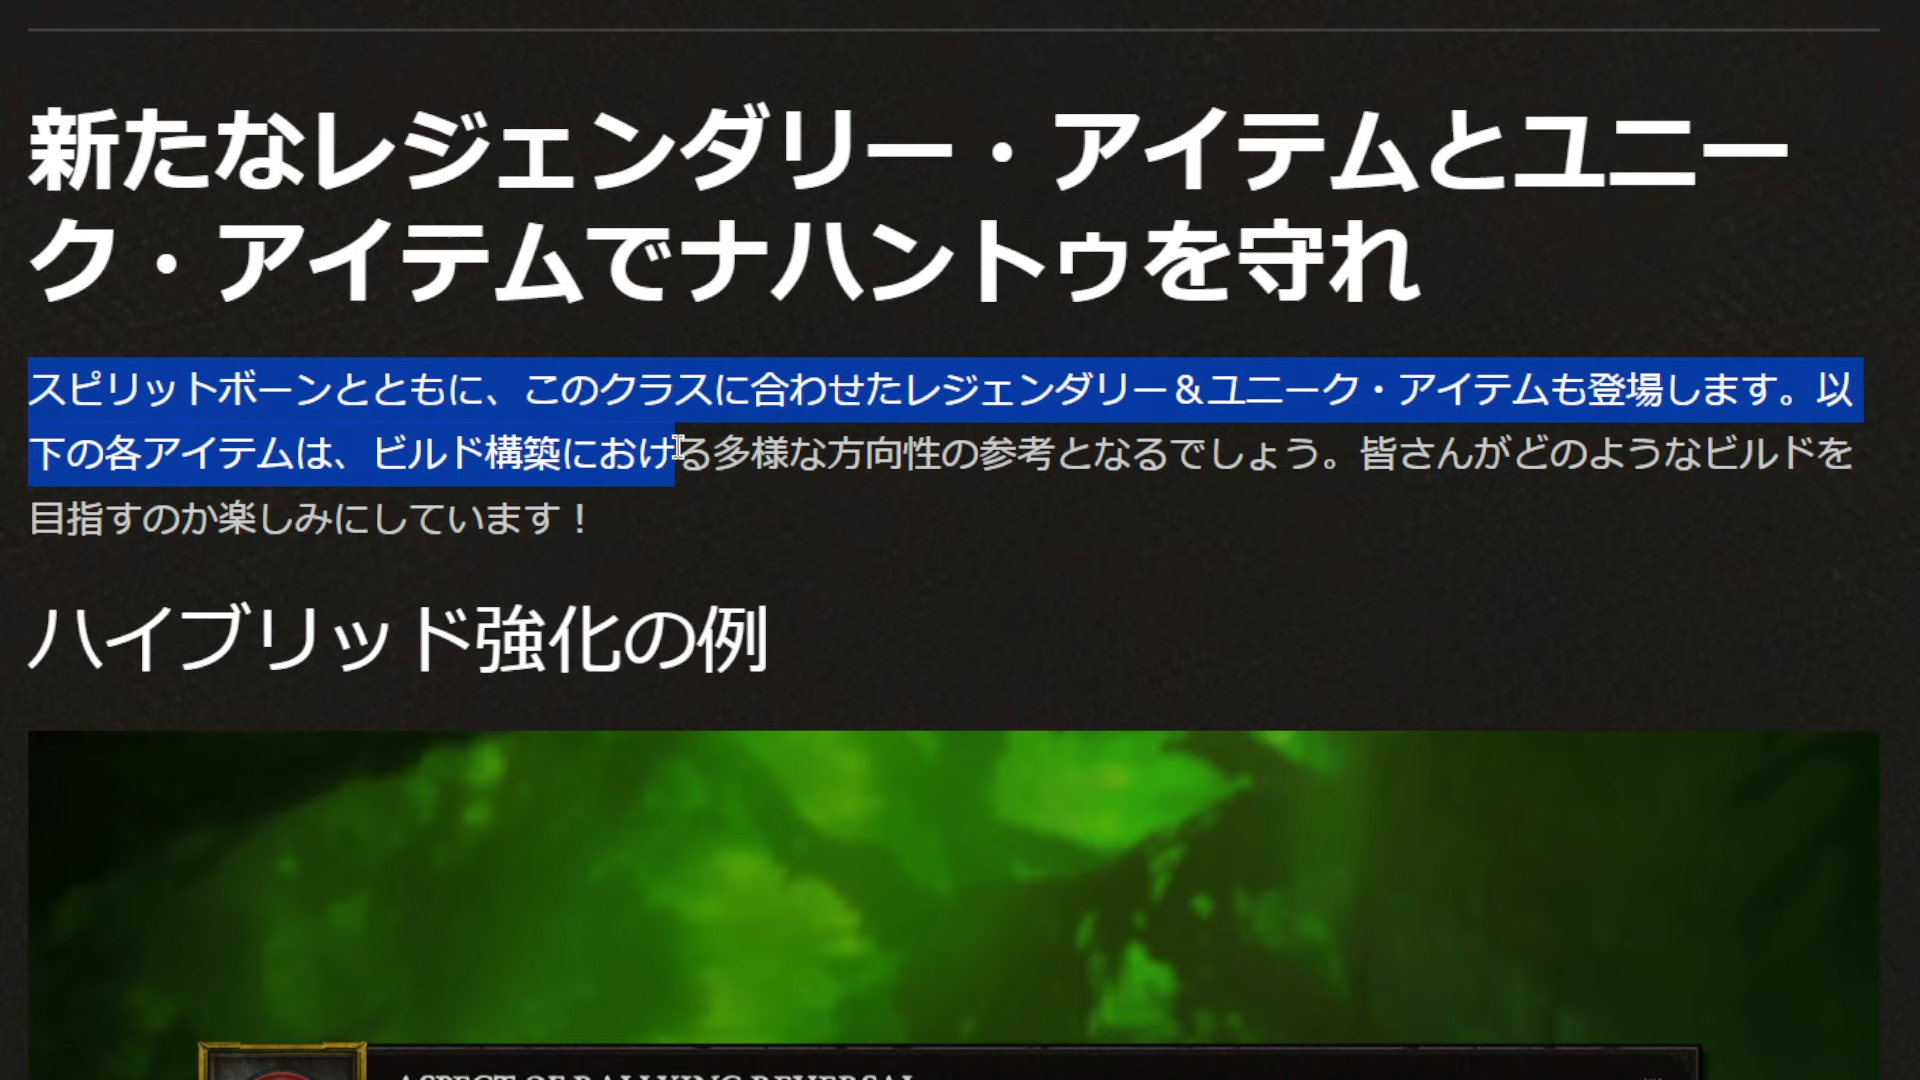 新たなレジェンダリー・アイテムとユニー
ク・アイテムでナハントゥを守れ
スピリットボーンとともに、このクラスに合わせたレジェンダリー＆ユニーク・アイテムも登場します。以
下の各アイテムは、ビルド構築における多様な方向性の参考となるでしょう。皆さんがどのようなビルドを
目指すのか楽しみにしています！
ハイブリッド強化の例
ASPECT OF RALLYING REVERSAL